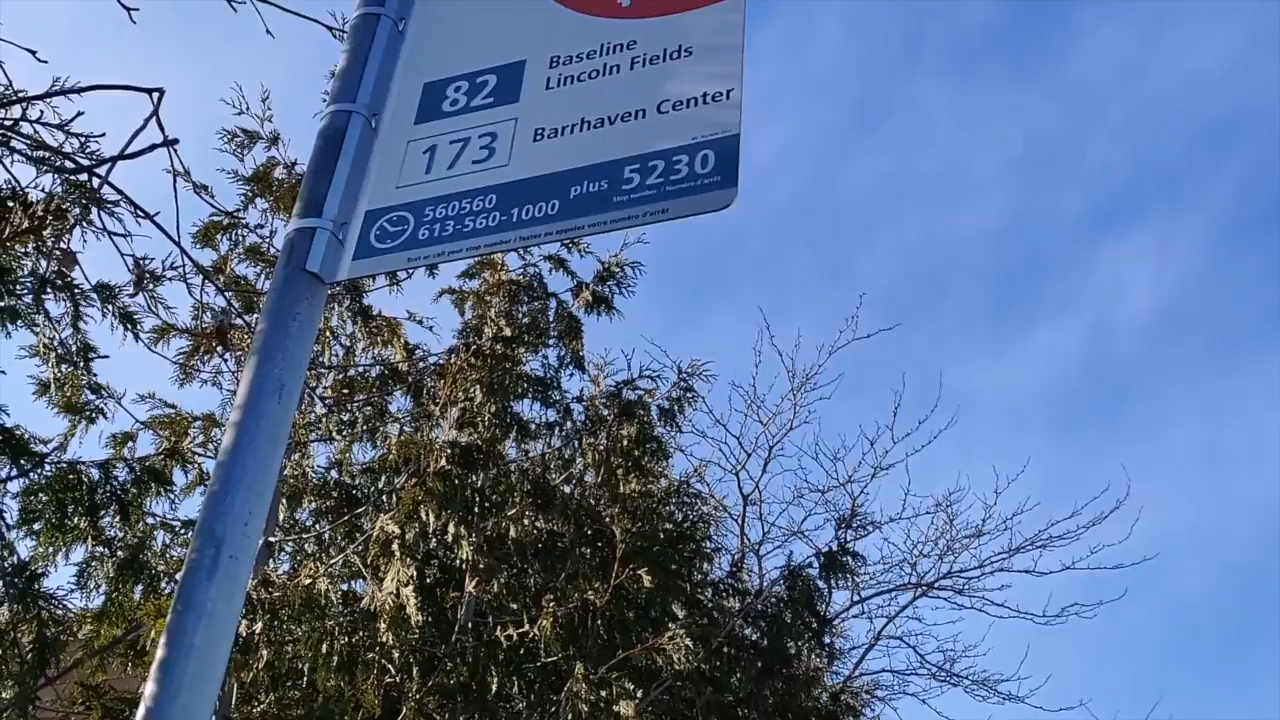 82 Baseline
Lincoln Fields
173 Barrhaven Center
560560
613-560-1000 plus 5230
Stop number / Numéro d'arrêt
Text or call your stop number / Textez ou appelez votre numéro d'arrêt